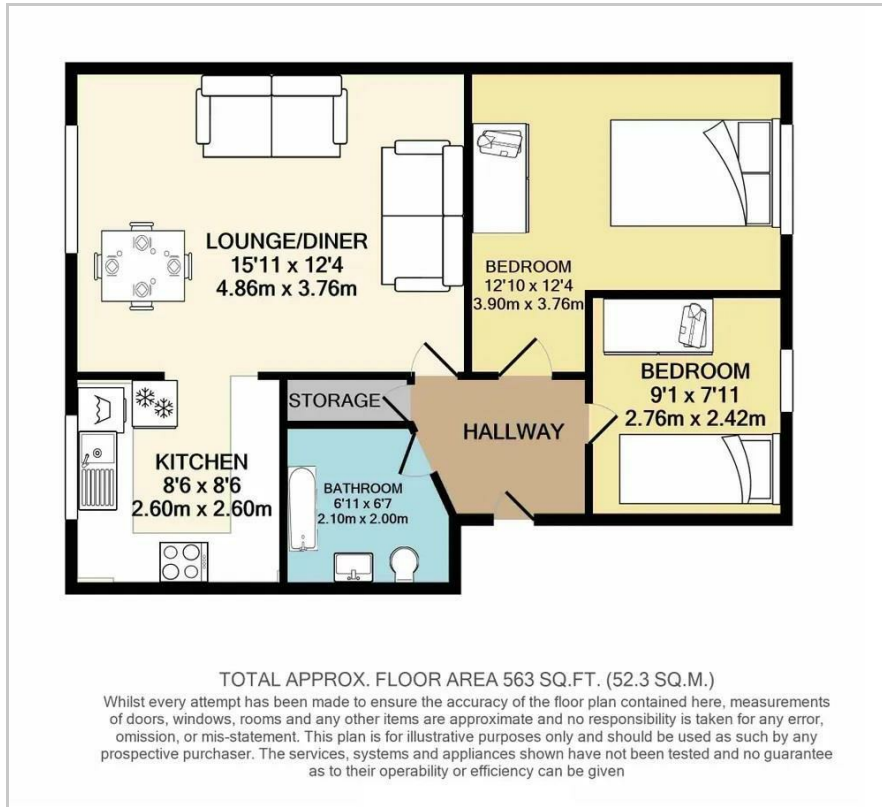 LOUNGE/DINER
15'11 x 12'4
4.86m x 3.76m
BEDROOM
12'10 x 12'4
3.90m x 3.76m
BEDROOM
9'1 x 7'11
2.76m x 2.42m
STORAGE
HALLWAY
KITCHEN
8'6 x 8'6
2.60m x 2.60m
BATHROOM
6'11 x 6'7
2.10m x 2.00m
TOTAL APPROX. FLOOR AREA 563 SQ.FT. (52.3 SQ.M.)
Whilst every attempt has been made to ensure the accuracy of the floor plan contained here, measurements
of doors, windows, rooms and any other items are approximate and no responsibility is taken for any error,
omission, or mis-statement. This plan is for illustrative purposes only and should be used as such by any
prospective purchaser. The services, systems and appliances shown have not been tested and no guarantee
as to their operability or efficiency can be given